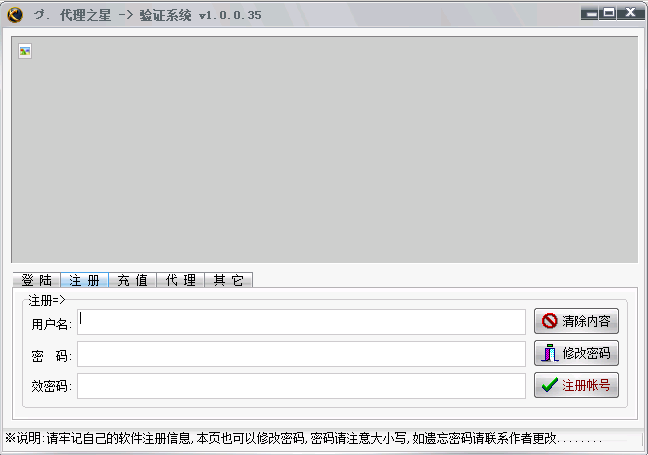 づ. 代理之星 -> 验证系统 v1.0.0.35
登 陆 注 册 充 值 代 理 其 它
注册=>
用户名:
清除内容
密 码:
修改密码
效密码:
注册帐号
※说明:请牢记自己的软件注册信息,本页也可以修改密码,密码请注意大小写,如遗忘密码请联系作者更改........